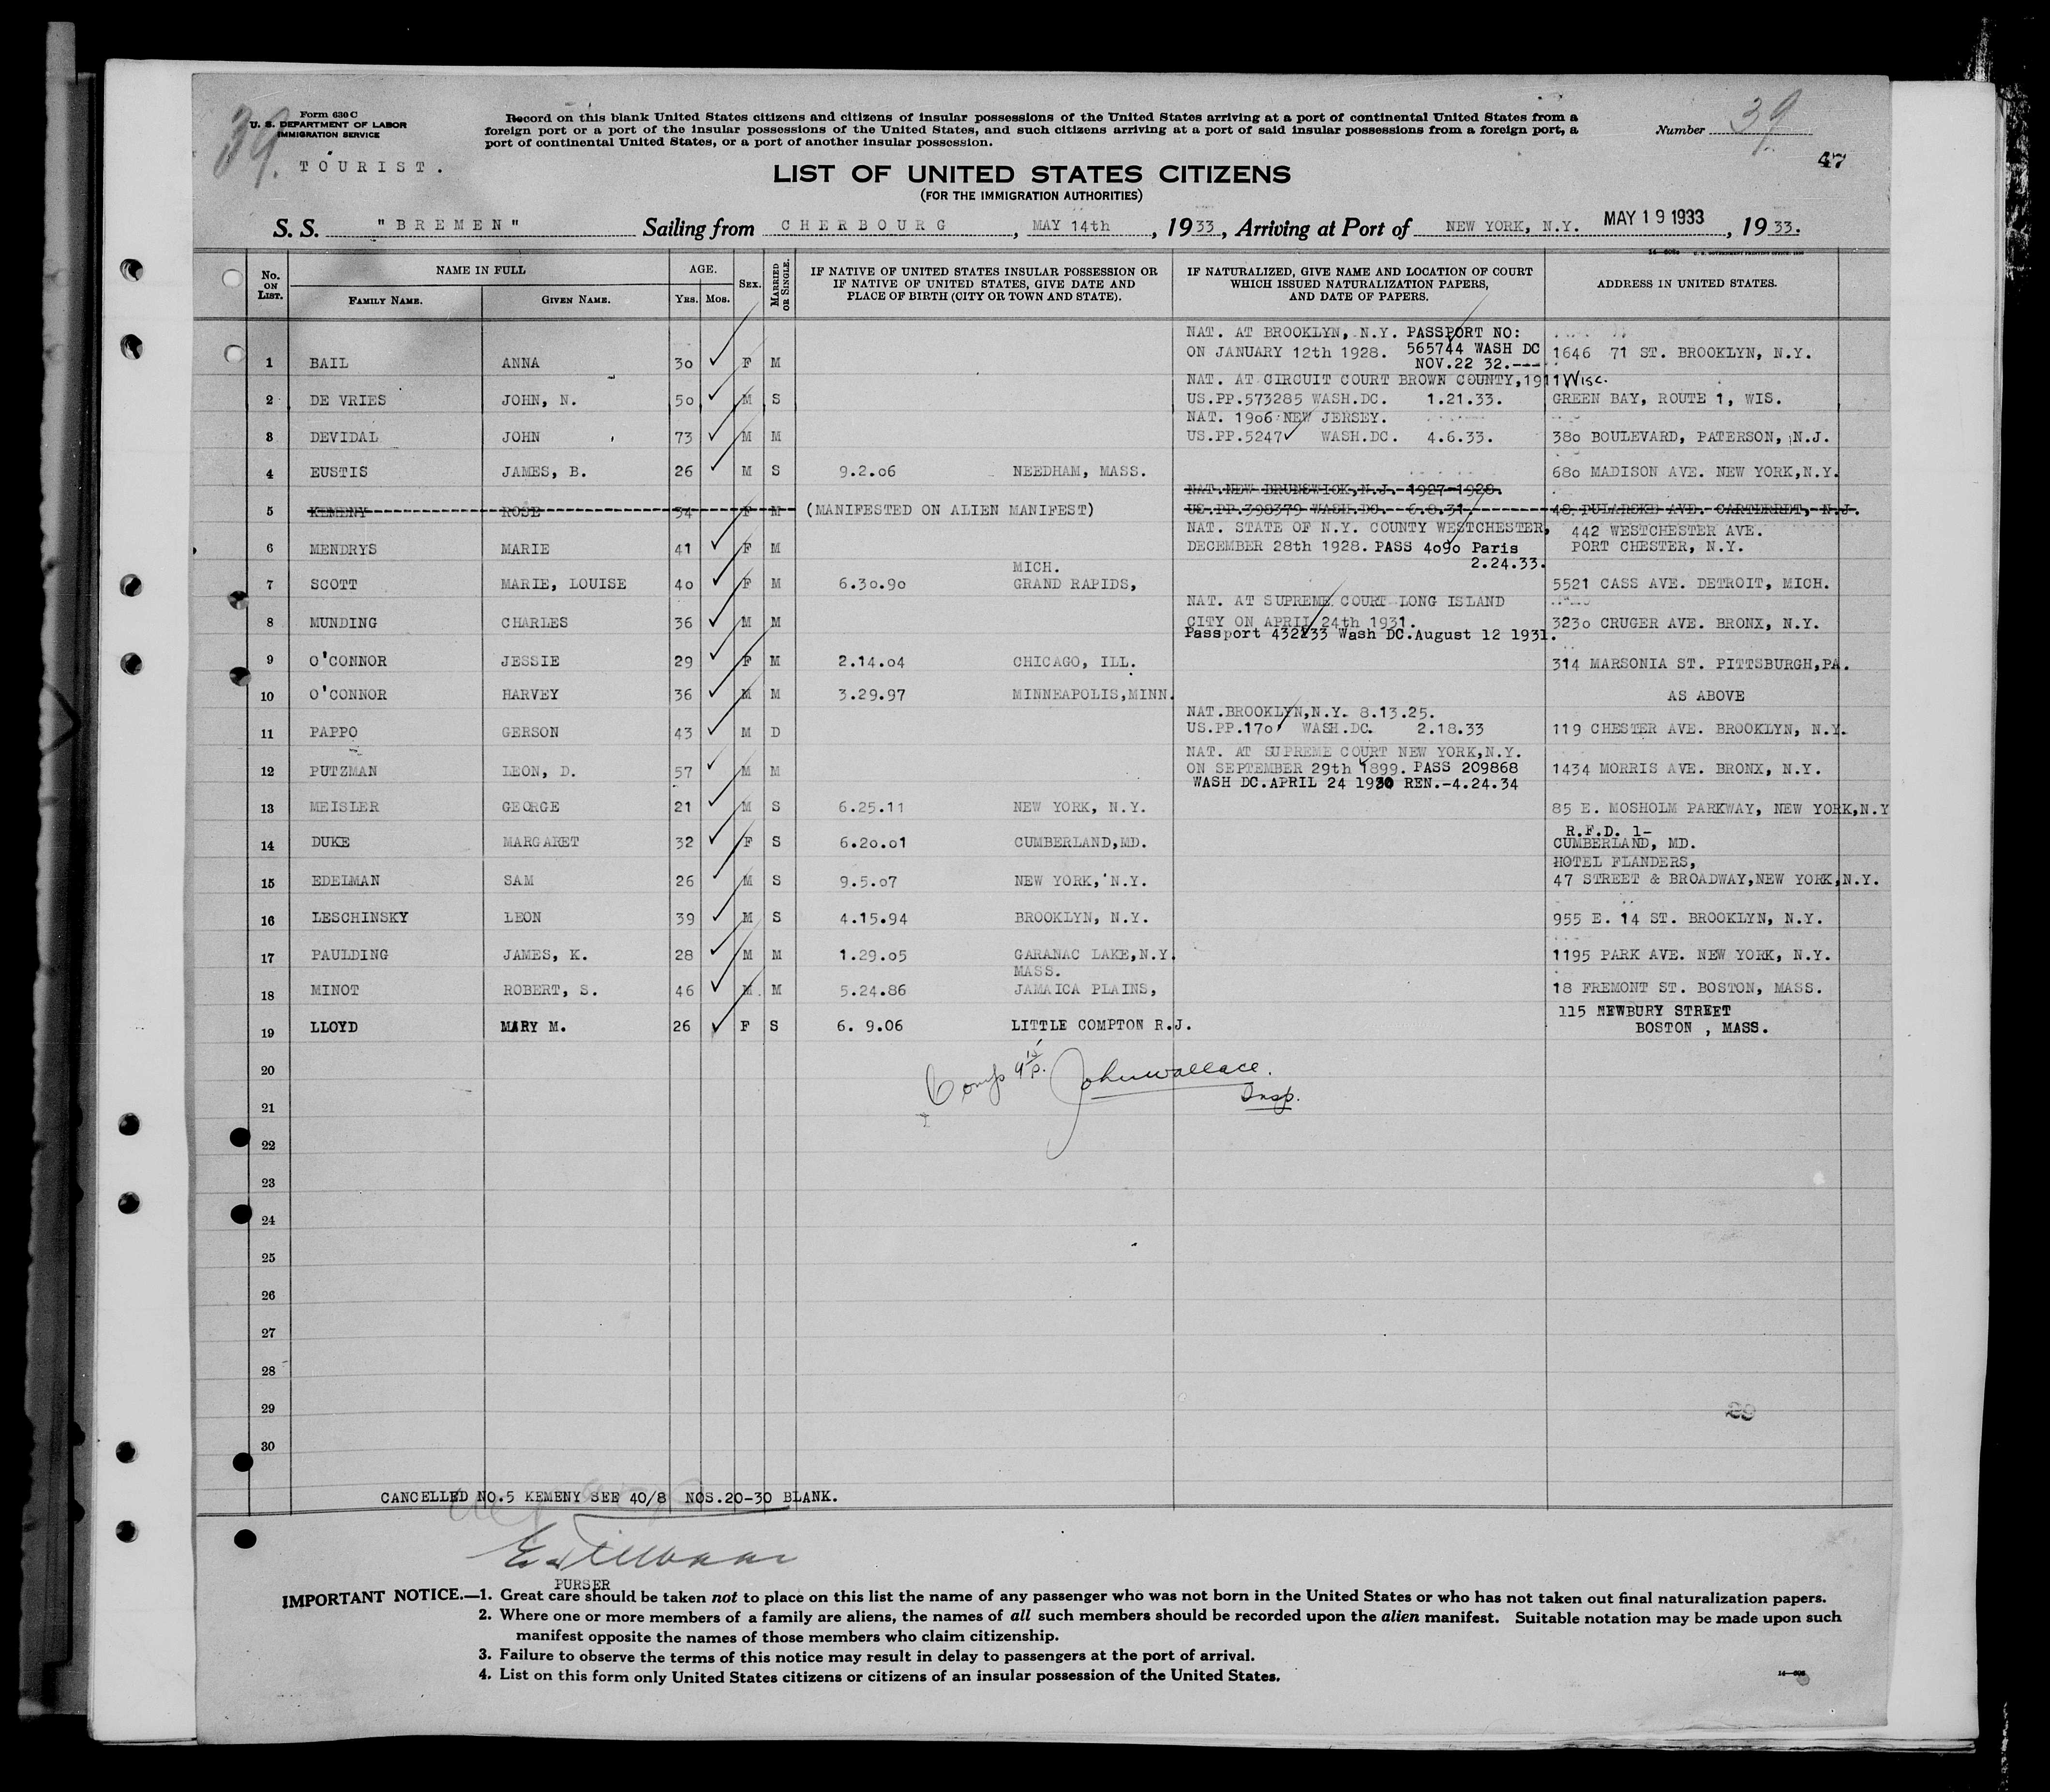 39.
Form 630 C
U. S. DEPARTMENT OF LABOR
IMMIGRATION SERVICE
TOURIST.
Record on this blank United States citizens and citizens of insular possessions of the United States arriving at a port of continental United States from a
foreign port or a port of the insular possessions of the United States, and such citizens arriving at a port of said insular possessions from a foreign port, a
port of continental United States, or a port of another insular possession.
Number 39.
47
LIST OF UNITED STATES CITIZENS
(FOR THE IMMIGRATION AUTHORITIES)
S. S. "BREMEN" Sailing from CHERBOURG, MAY 14th, 1933, Arriving at Port of NEW YORK, N.Y. MAY 19 1933, 1933.
No. ON LIST. NAME IN FULL FAMILY NAME. GIVEN NAME. AGE. YRS. MOS. SEX. MARRIED OR SINGLE.
IF NATIVE OF UNITED STATES INSULAR POSSESSION OR
IF NATIVE OF UNITED STATES, GIVE DATE AND
PLACE OF BIRTH (CITY OR TOWN AND STATE).
IF NATURALIZED, GIVE NAME AND LOCATION OF COURT
WHICH ISSUED NATURALIZATION PAPERS,
AND DATE OF PAPERS.
ADDRESS IN UNITED STATES.
NAT. AT BROOKLYN, N.Y. PASSPORT NO:
ON JANUARY 12th 1928. 565744 WASH DC
1 BAIL ANNA 30 F M NOV.22 32.--- 1646 71 ST. BROOKLYN, N.Y.
NAT. AT CIRCUIT COURT BROWN COUNTY,1911 Wisc.
2 DE VRIES JOHN, N. 50 M S US.PP.573285 WASH.DC. 1.21.33. GREEN BAY, ROUTE 1, WIS.
NAT. 1906 NEW JERSEY.
3 DEVIDAL JOHN 73 M M US.PP.5247 WASH.DC. 4.6.33. 380 BOULEVARD, PATERSON, N.J.
4 EUSTIS JAMES, B. 26 M S 9.2.06 NEEDHAM, MASS. 680 MADISON AVE. NEW YORK,N.Y.
NAT.NEW BRUNSWICK,N.J. 1927-1928.
5 KEMENY ROSE 34 F M (MANIFESTED ON ALIEN MANIFEST) US.PP.398379 WASH.DC. 6.8.31. 48 PULARSKE AVE. CARTERRDT, N.J.
NAT. STATE OF N.Y. COUNTY WESTCHESTER, 442 WESTCHESTER AVE.
6 MENDRYS MARIE 41 F M DECEMBER 28th 1928. PASS 4090 Paris PORT CHESTER, N.Y.
2.24.33.
MICH.
7 SCOTT MARIE, LOUISE 40 F M 6.30.90 GRAND RAPIDS, 5521 CASS AVE. DETROIT, MICH.
NAT. AT SUPREME COURT LONG ISLAND
8 MUNDING CHARLES 36 M M CITY ON APRIL 24th 1931. 3230 CRUGER AVE. BRONX, N.Y.
Passport 432233 Wash DC.August 12 1931.
9 O'CONNOR JESSIE 29 F M 2.14.04 CHICAGO, ILL. 314 MARSONIA ST. PITTSBURGH,PA.
10 O'CONNOR HARVEY 36 M M 3.29.97 MINNEAPOLIS,MINN. AS ABOVE
NAT.BROOKLYN,N.Y. 8.13.25.
11 PAPPO GERSON 43 M D US.PP.170 WASH.DC. 2.18.33 119 CHESTER AVE. BROOKLYN, N.Y.
NAT. AT SUPREME COURT NEW YORK,N.Y.
12 PUTZMAN LEON, D. 57 M M ON SEPTEMBER 29th 1899. PASS 209868 1434 MORRIS AVE. BRONX, N.Y.
WASH DC.APRIL 24 1930 REN.-4.24.34
13 MEISLER GEORGE 21 M S 6.25.11 NEW YORK, N.Y. 85 E. MOSHOLM PARKWAY, NEW YORK,N.Y
R.F.D. 1-
14 DUKE MARGARET 32 F S 6.20.01 CUMBERLAND,MD. CUMBERLAND, MD.
HOTEL FLANDERS,
15 EDELMAN SAM 26 M S 9.5.07 NEW YORK, N.Y. 47 STREET & BROADWAY,NEW YORK,N.Y.
16 LESCHINSKY LEON 39 M S 4.15.94 BROOKLYN, N.Y. 955 E. 14 ST. BROOKLYN, N.Y.
17 PAULDING JAMES, K. 28 M M 1.29.05 GARANAC LAKE,N.Y. 1195 PARK AVE. NEW YORK, N.Y.
MASS.
18 MINOT ROBERT, S. 46 M M 5.24.86 JAMAICA PLAINS, 18 FREMONT ST. BOSTON, MASS.
115 NEWBURY STREET
19 LLOYD MARY M. 26 F S 6. 9.06 LITTLE COMPTON R.J. BOSTON , MASS.
20
John Wallace.
Insp.
21
22
23
24
25
26
27
28
29
30
CANCELLED NO.5 KEMENY SEE 40/8 NOS.20-30 BLANK.
PURSER
IMPORTANT NOTICE.—1. Great care should be taken not to place on this list the name of any passenger who was not born in the United States or who has not taken out final naturalization papers.
2. Where one or more members of a family are aliens, the names of all such members should be recorded upon the alien manifest. Suitable notation may be made upon such
manifest opposite the names of those members who claim citizenship.
3. Failure to observe the terms of this notice may result in delay to passengers at the port of arrival.
4. List on this form only United States citizens or citizens of an insular possession of the United States.